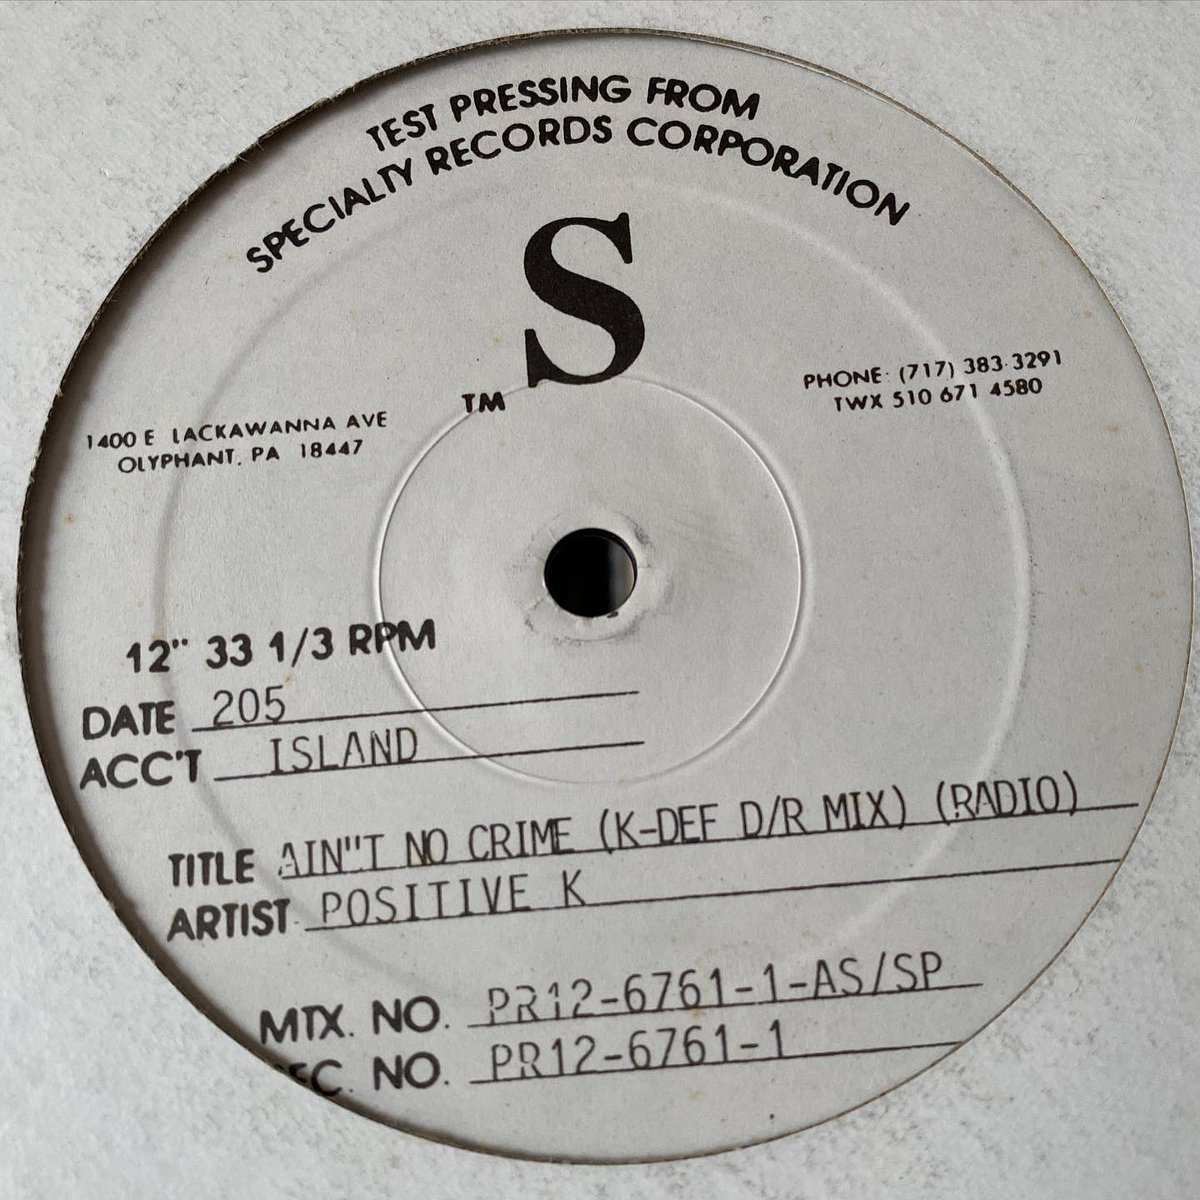 TEST PRESSING FROM
SPECIALTY RECORDS CORPORATION
S
TM
1400 E LACKAWANNA AVE
OLYPHANT, PA 18447
PHONE: (717) 383-3291
TWX 510 671 4580
12" 33 1/3 RPM
DATE 205
ACC'T ISLAND
TITLE AIN"T NO CRIME (K-DEF D/R MIX) (RADIO)
ARTIST POSITIVE K
MTX. NO. PR12-6761-1-AS/SP
EC. NO. PR12-6761-1